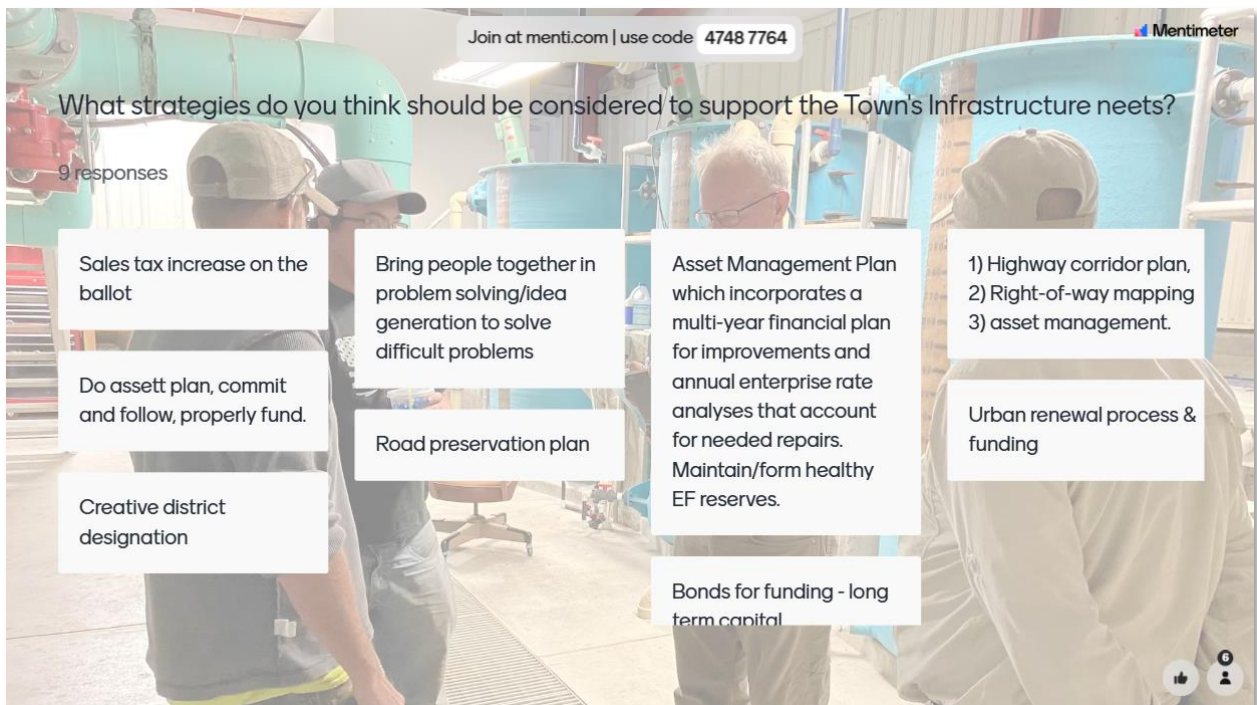 Join at menti.com | use code 4748 7764
Mentimeter
What strategies do you think should be considered to support the Town's Infrastructure neets?
9 responses
Sales tax increase on the
ballot
Do assett plan, commit
and follow, properly fund.
Creative district
designation
Bring people together in
problem solving/idea
generation to solve
difficult problems
Road preservation plan
Asset Management Plan
which incorporates a
multi-year financial plan
for improvements and
annual enterprise rate
analyses that account
for needed repairs.
Maintain/form healthy
EF reserves.
Bonds for funding - long
term capital
1) Highway corridor plan,
2) Right-of-way mapping
3) asset management.
Urban renewal process &
funding
6